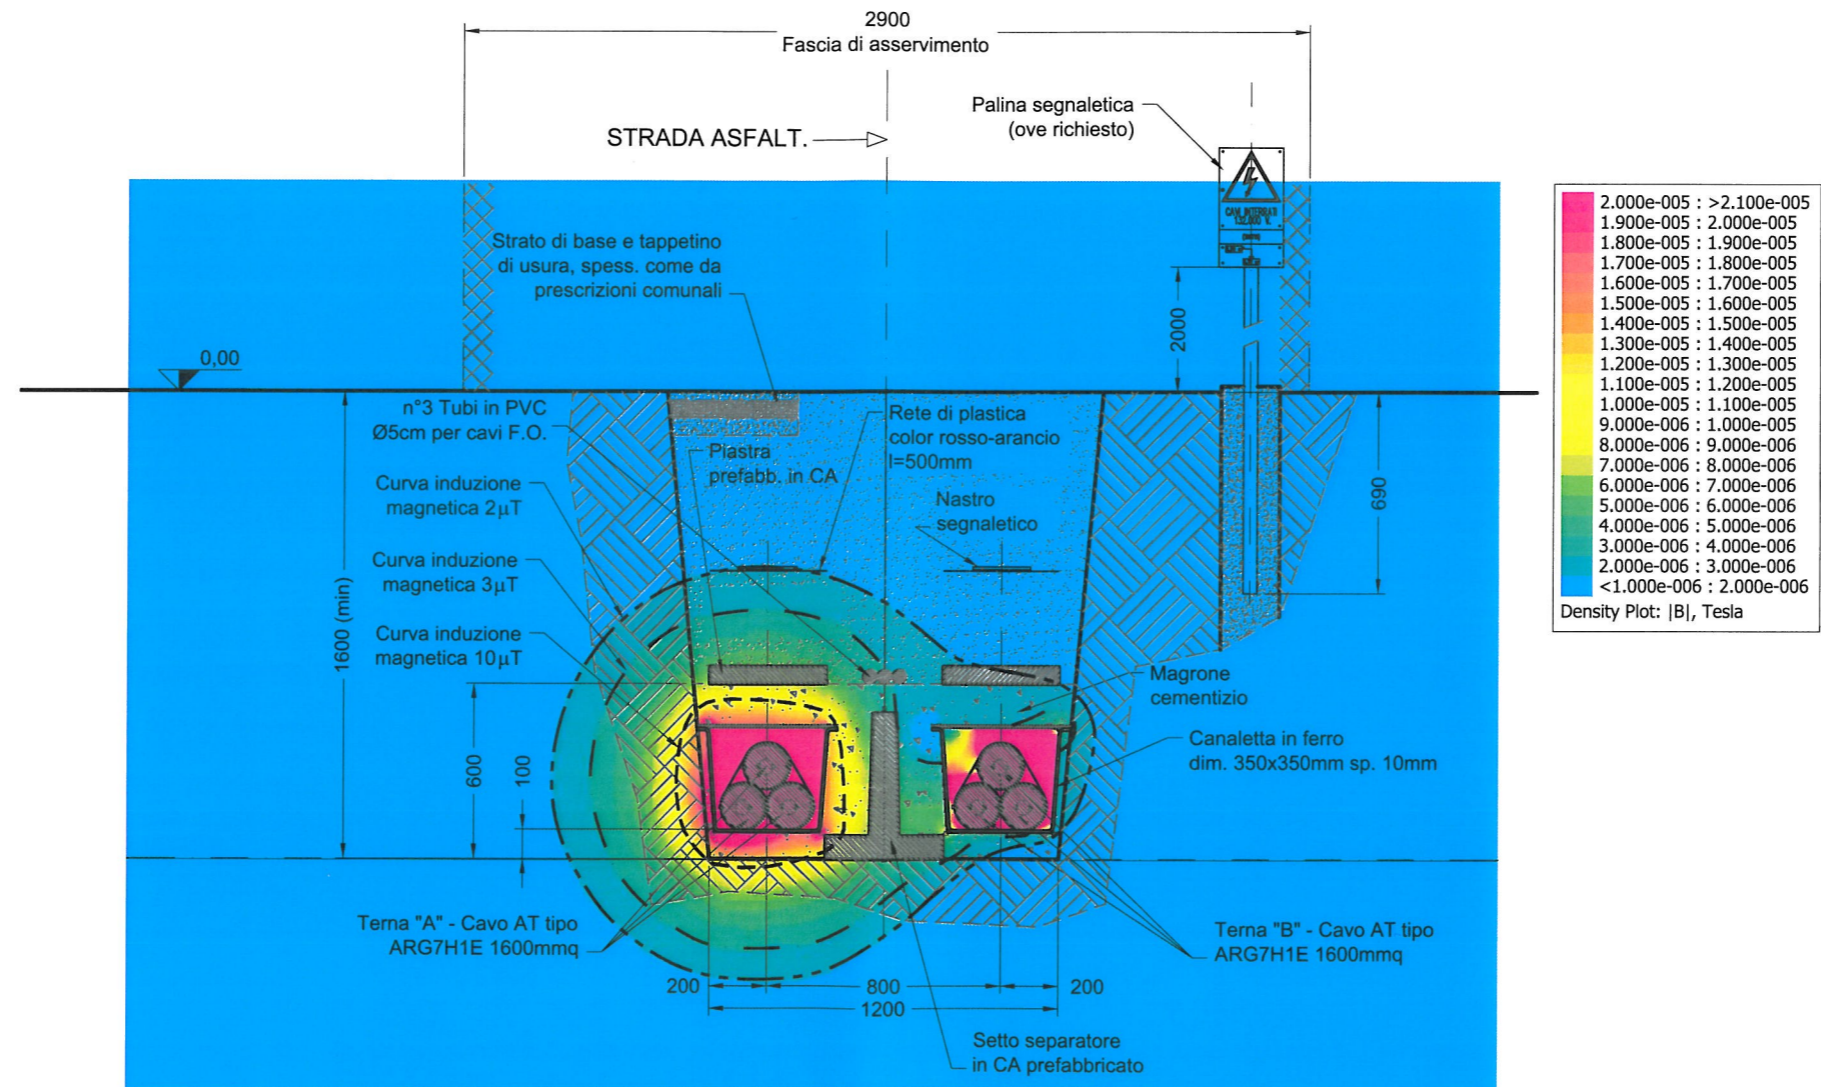 2900
Fascia di asservimento
Palina segnaletica
(ove richiesto)
STRADA ASFALT.
CAVI INTERRATI
132.000 V.
Strato di base e tappetino
di usura, spess. come da
prescrizioni comunali
2000
0,00
n°3 Tubi in PVC
Ø5cm per cavi F.O.
Rete di plastica
color rosso-arancio
l=500mm
Piastra
prefabb. in CA
Curva induzione
magnetica 2μT
Nastro
segnaletico
690
Curva induzione
magnetica 3μT
1600 (min)
Curva induzione
magnetica 10μT
Magrone
cementizio
Canaletta in ferro
dim. 350x350mm sp. 10mm
600
100
Terna "A" - Cavo AT tipo
ARG7H1E 1600mmq
Terna "B" - Cavo AT tipo
ARG7H1E 1600mmq
200
800
200
1200
Setto separatore
in CA prefabbricato
2.000e-005 : >2.100e-005
1.900e-005 : 2.000e-005
1.800e-005 : 1.900e-005
1.700e-005 : 1.800e-005
1.600e-005 : 1.700e-005
1.500e-005 : 1.600e-005
1.400e-005 : 1.500e-005
1.300e-005 : 1.400e-005
1.200e-005 : 1.300e-005
1.100e-005 : 1.200e-005
1.000e-005 : 1.100e-005
9.000e-006 : 1.000e-005
8.000e-006 : 9.000e-006
7.000e-006 : 8.000e-006
6.000e-006 : 7.000e-006
5.000e-006 : 6.000e-006
4.000e-006 : 5.000e-006
3.000e-006 : 4.000e-006
2.000e-006 : 3.000e-006
<1.000e-006 : 2.000e-006
Density Plot: |B|, Tesla